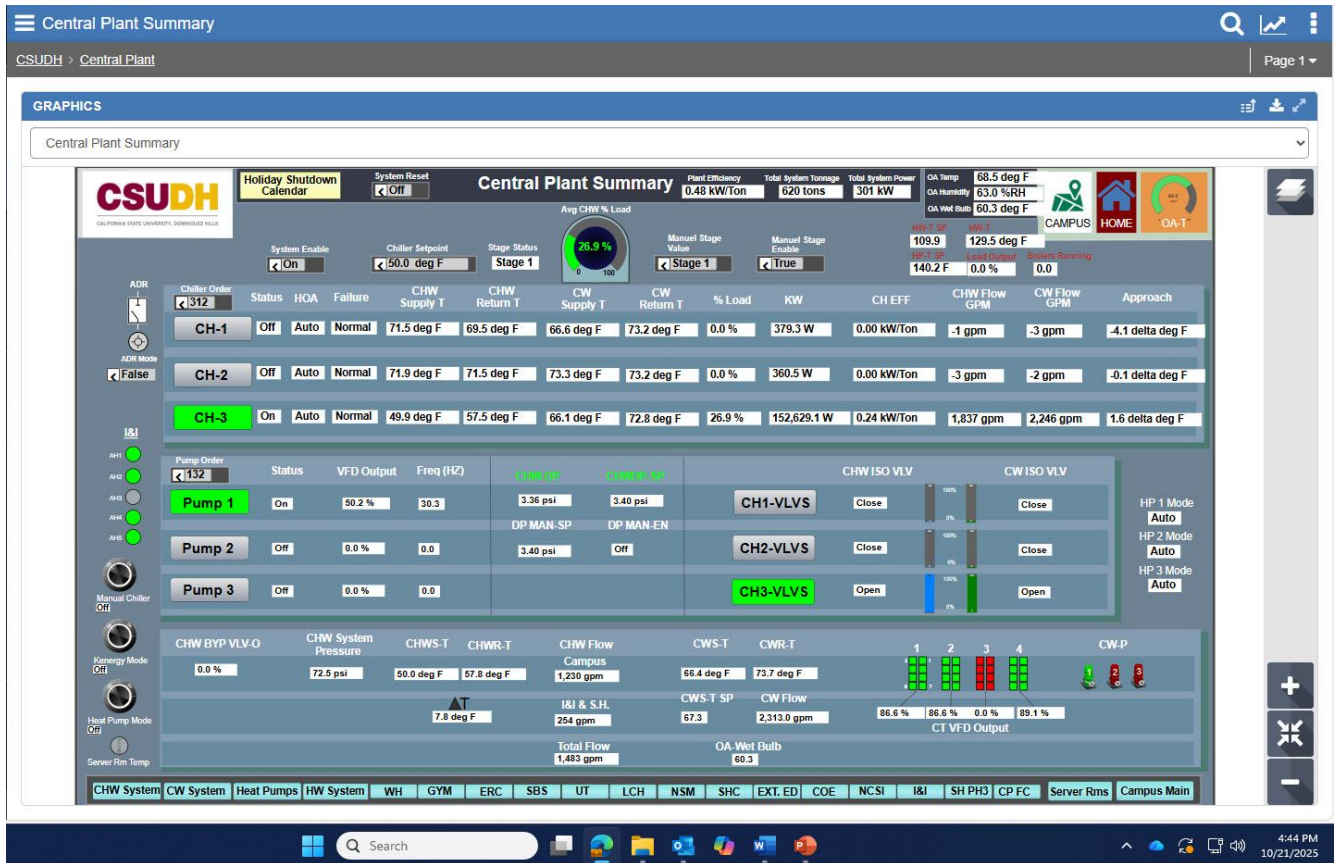 Central Plant Summary
CSUDH > Central Plant
Page 1
GRAPHICS
Central Plant Summary
CSUDH
CALIFORNIA STATE UNIVERSITY, DOMINGUEZ HILLS
Holiday Shutdown Calendar
System Reset
Off
Central Plant Summary
Plant Efficiency
0.48 kW/Ton
Total System Tonnage
620 tons
Total System Power
301 kW
OA Temp 68.5 deg F
OA Humidity 63.0 %RH
OA Wet Bulb 60.3 deg F
CAMPUS
HOME
OA-T
System Enable
On
Chiller Setpoint
50.0 deg F
Stage Status
Stage 1
Avg CHW % Load
26.9 %
0 100
Manuel Stage Value
Stage 1
Manuel Stage Enable
True
HW-T SP HW-T
109.9 129.5 deg F
HP-T SP Load Output Boilers Running
140.2 F 0.0 % 0.0
ADR
ADR Mode
False
Chiller Order
312
Status HOA Failure CHW Supply T CHW Return T CW Supply T CW Return T % Load KW CH EFF CHW Flow GPM CW Flow GPM Approach
CH-1 Off Auto Normal 71.5 deg F 69.5 deg F 66.6 deg F 73.2 deg F 0.0 % 379.3 W 0.00 kW/Ton -1 gpm -3 gpm -4.1 delta deg F
CH-2 Off Auto Normal 71.9 deg F 71.5 deg F 73.3 deg F 73.2 deg F 0.0 % 360.5 W 0.00 kW/Ton -3 gpm -2 gpm -0.1 delta deg F
CH-3 On Auto Normal 49.9 deg F 57.5 deg F 66.1 deg F 72.8 deg F 26.9 % 152,629.1 W 0.24 kW/Ton 1,837 gpm 2,246 gpm 1.6 delta deg F
I&I
AH1
AH2
AH3
AH4
AH5
Pump Order
132
Status VFD Output Freq (HZ)
Pump 1 On 50.2 % 30.3
Pump 2 Off 0.0 % 0.0
Pump 3 Off 0.0 % 0.0
3.36 psi 3.40 psi
DP MAN-SP DP MAN-EN
3.40 psi Off
CHW ISO VLV CW ISO VLV
CH1-VLVS Close 100% 0% Close
CH2-VLVS Close 100% 0% Close
CH3-VLVS Open 100% 0% Open
HP 1 Mode
Auto
HP 2 Mode
Auto
HP 3 Mode
Auto
Manual Chiller
Off
Kenergy Mode
Off
Heat Pump Mode
Off
Server Rm Temp
CHW BYP VLV-O
0.0 %
CHW System Pressure
72.5 psi
CHWS-T CHWR-T
50.0 deg F 57.8 deg F
ΔT
7.8 deg F
CHW Flow
Campus
1,230 gpm
I&I & S.H.
254 gpm
Total Flow
1,483 gpm
CWS-T CWR-T
66.4 deg F 73.7 deg F
CWS-T SP CW Flow
67.3 2,313.0 gpm
OA-Wet Bulb
60.3
1 2 3 4
86.6 % 86.6 % 0.0 % 89.1 %
CT VFD Output
CW-P
1 2 3
CHW System CW System Heat Pumps HW System WH GYM ERC SBS UT LCH NSM SHC EXT. ED COE NCSI I&I SH PH3 CP FC Server Rms Campus Main
Search
4:44 PM
10/21/2025